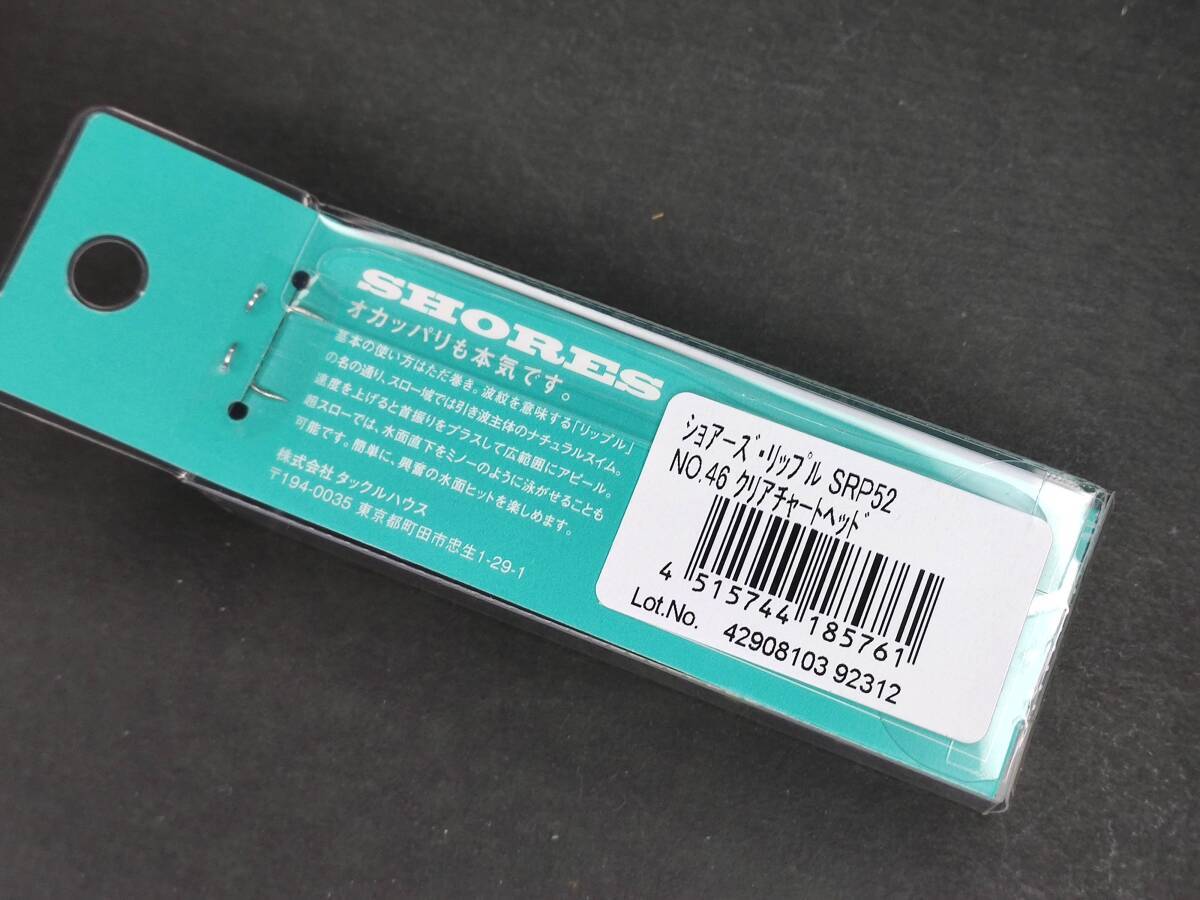 SHORES
オカッパリも本気です。
基本の使い方はただ巻き。波紋を意味する「リップル」
の名の通り、スロー域では引き波主体のナチュラルスイム。
速度を上げると首振りをプラスして広範囲にアピール。
超スローでは、水面直下をミノーのように泳がせることも
可能です。簡単に、興奮の水面ヒットを楽しめます。
株式会社タックルハウス
〒194-0035 東京都町田市忠生1-29-1
ショアーズ・リップル SRP52
NO.46 クリアチャートヘッド
4 515744 185761
Lot.No. 42908103 92312